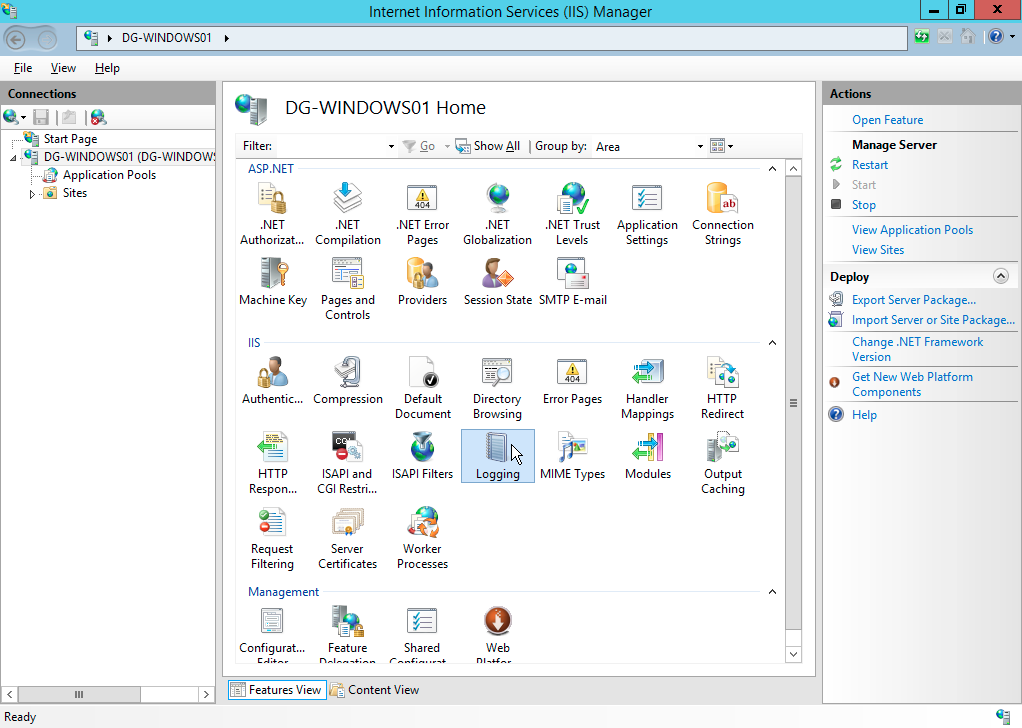 Internet Information Services (IIS) Manager
DG-WINDOWS01
File View Help
Connections
Start Page
DG-WINDOWS01 (DG-WINDOWS
Application Pools
Sites
DG-WINDOWS01 Home
Filter: Go Show All Group by: Area
ASP.NET
.NET Authorizat...
.NET Compilation
.NET Error Pages
.NET Globalization
.NET Trust Levels
Application Settings
Connection Strings
Machine Key
Pages and Controls
Providers
Session State
SMTP E-mail
IIS
Authentic...
Compression
Default Document
Directory Browsing
Error Pages
Handler Mappings
HTTP Redirect
HTTP Respon...
ISAPI and CGI Restri...
ISAPI Filters
Logging
MIME Types
Modules
Output Caching
Request Filtering
Server Certificates
Worker Processes
Management
Configurat... Editor
Feature Delegation
Shared Configurat...
Web Platfor...
Features View Content View
Actions
Open Feature
Manage Server
Restart
Start
Stop
View Application Pools
View Sites
Deploy
Export Server Package...
Import Server or Site Package...
Change .NET Framework
Version
Get New Web Platform
Components
Help
Ready